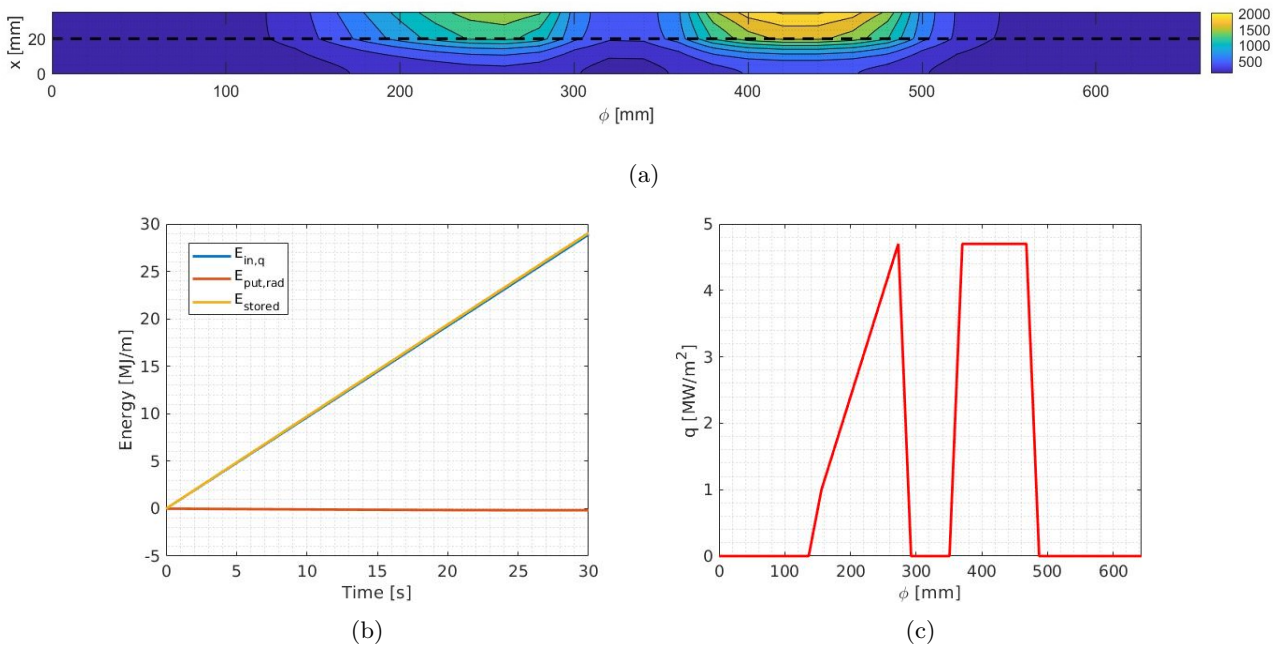 x [mm]
20
0
0 100 200 300 400 500 600
ϕ [mm]
2000
1500
1000
500
(a)
30
25
20
15
10
5
0
-5
Energy [MJ/m]
E_in,q
E_put,rad
E_stored
0 5 10 15 20 25 30
Time [s]
(b)
5
4
3
2
1
0
q [MW/m²]
0 100 200 300 400 500 600
ϕ [mm]
(c)